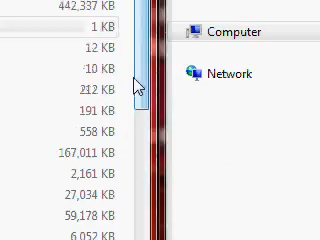 442,337 KB
1 KB
12 KB
10 KB
212 KB
191 KB
558 KB
167,011 KB
2,161 KB
27,034 KB
59,178 KB
6,052 KB
Computer
Network